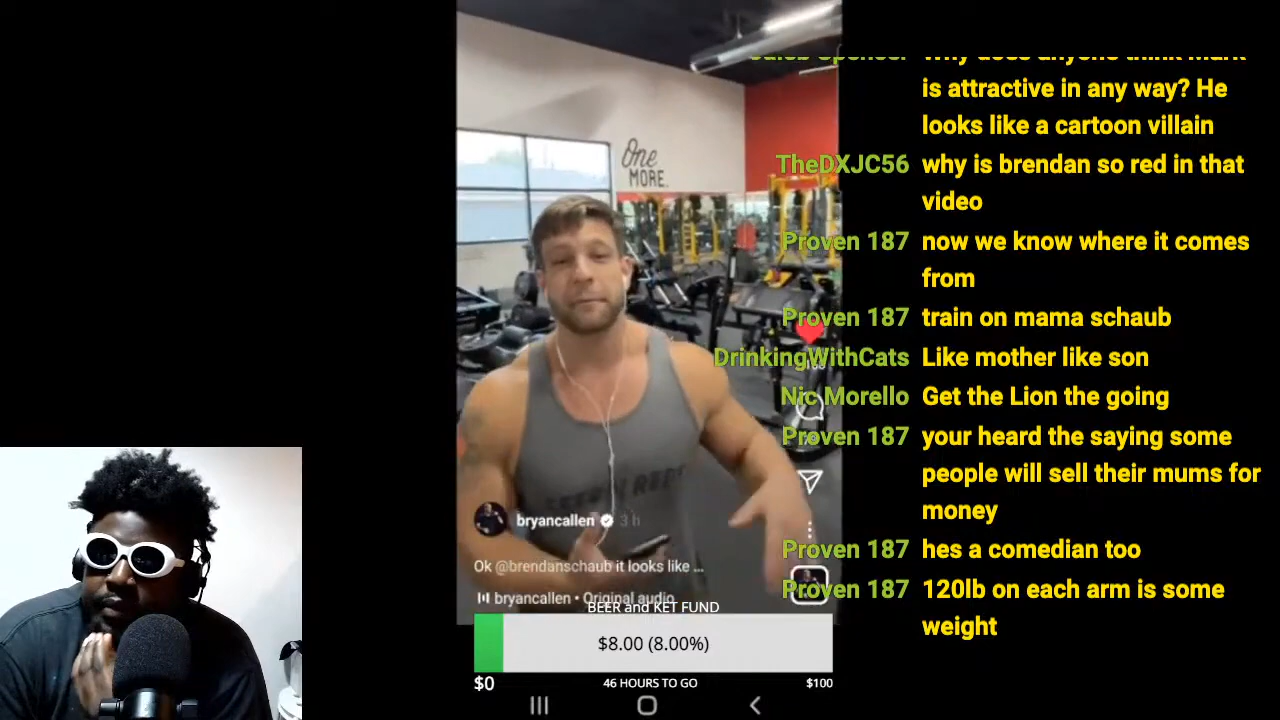 One
MORE.
is attractive in any way? He
looks like a cartoon villain
TheDXJC56 why is brendan so red in that
video
Proven 187 now we know where it comes
from
Proven 187 train on mama schaub
DrinkingWithCats Like mother like son
Nic Morello Get the Lion the going
Proven 187 your heard the saying some
people will sell their mums for
money
Proven 187 hes a comedian too
Proven 187 120lb on each arm is some
weight
bryancallen 3 h
Ok @brendanschaub it looks like ...
bryancallen • Original audio
BEER and KET FUND
$8.00 (8.00%)
$0 46 HOURS TO GO $100